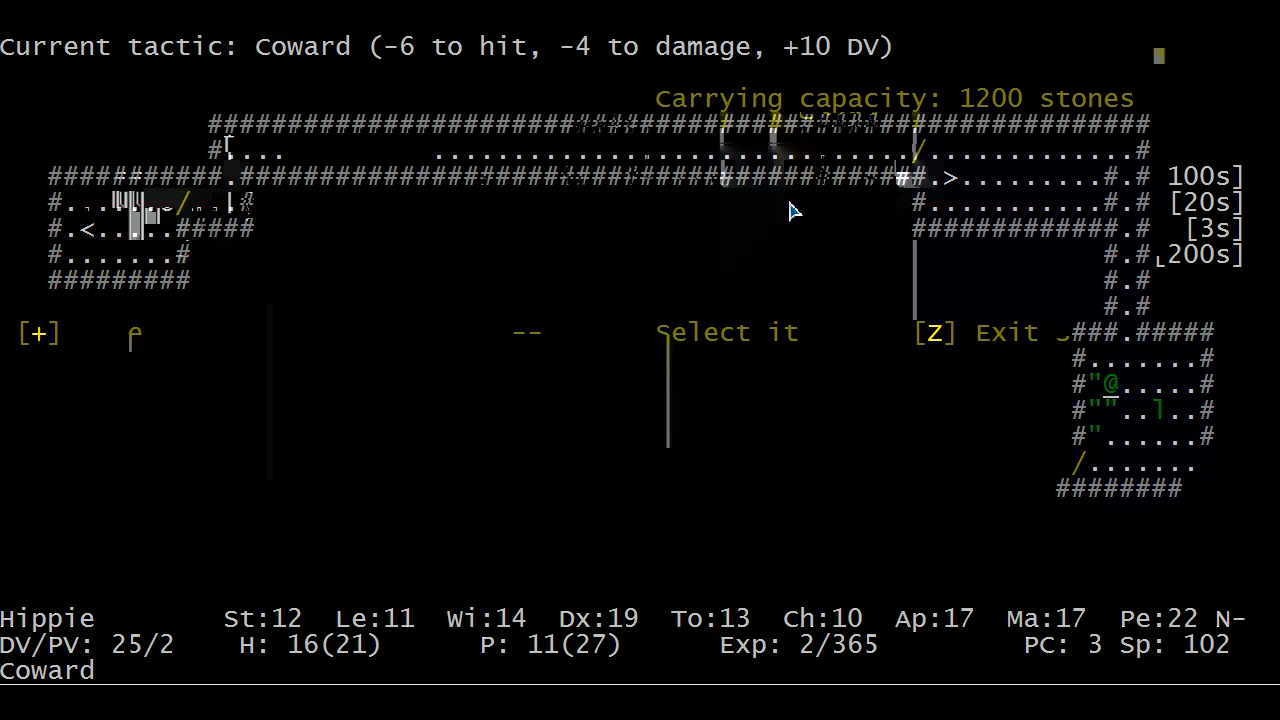 Current tactic: Coward (-6 to hit, -4 to damage, +10 DV)
Carrying capacity: 1200 stones
100s]
[20s]
[3s]
200s]
[+] -- Select it [Z] Exit
Hippie St:12 Le:11 Wi:14 Dx:19 To:13 Ch:10 Ap:17 Ma:17 Pe:22 N-
DV/PV: 25/2 H: 16(21) P: 11(27) Exp: 2/365 PC: 3 Sp: 102
Coward